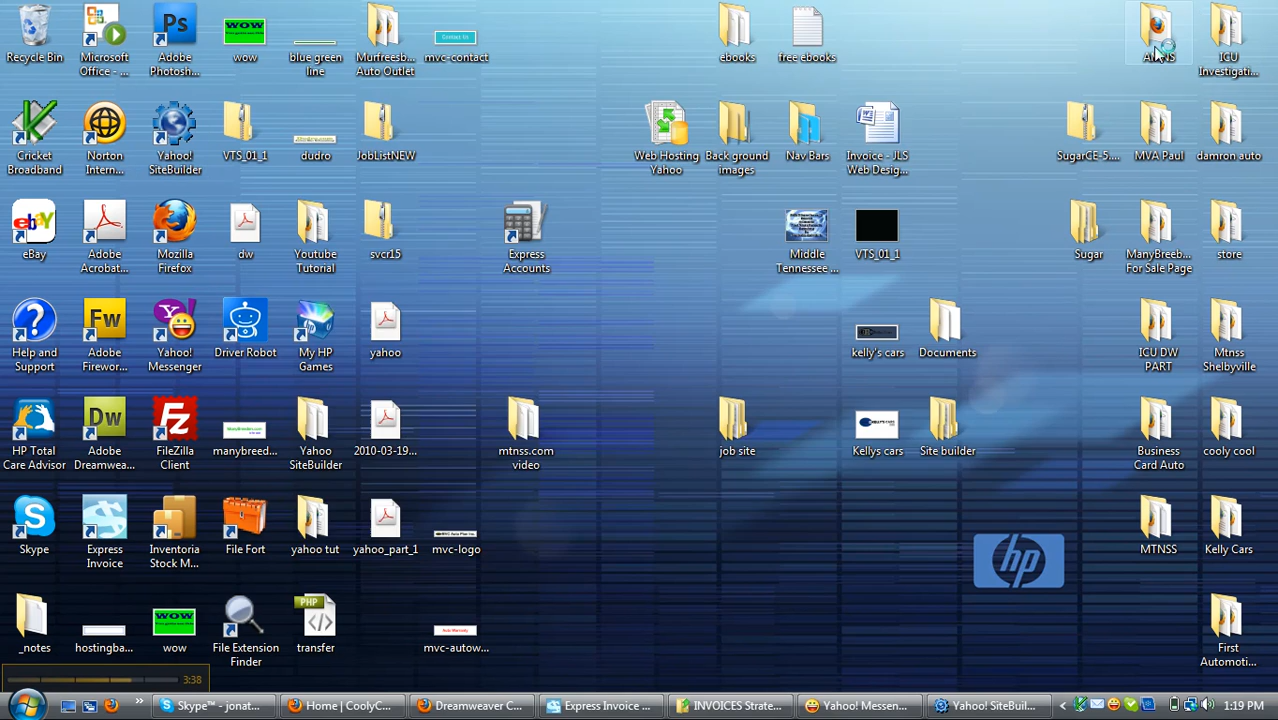 Recycle Bin
Microsoft
Office - ...
Adobe
Photosh...
wow
blue green
line
Murfreesb...
Auto Outlet
mvc-contact
ebooks
free ebooks
ICU
Investigati...
Cricket
Broadband
Norton
Intern...
Yahoo!
SiteBuilder
VTS_01_1
dudro
JobListNEW
Web Hosting
Yahoo
Back ground
images
Nav Bars
Invoice - JLS
Web Desig...
SugarCE-5....
MVA Paul
damron auto
eBay
Adobe
Acrobat...
Mozilla
Firefox
dw
Youtube
Tutorial
svcr15
Express
Accounts
Middle
Tennessee ...
VTS_01_1
Sugar
ManyBreeb...
For Sale Page
store
Help and
Support
Adobe
Firewor...
Yahoo!
Messenger
Driver Robot
My HP
Games
yahoo
kelly's cars
Documents
ICU DW
PART
Mtnss
Shelbyville
HP Total
Care Advisor
Adobe
Dreamwea...
FileZilla
Client
manybreed...
Yahoo
SiteBuilder
2010-03-19...
mtnss.com
video
job site
Kellys cars
Site builder
Business
Card Auto
cooly cool
Skype
Express
Invoice
Inventoria
Stock M...
File Fort
yahoo tut
yahoo_part_1
mvc-logo
MTNSS
Kelly Cars
hp
_notes
hostingba...
wow
File Extension
Finder
PHP
transfer
mvc-autow...
First
Automoti...
3:38
Skype™ - jonat...
Home | CoolyC...
Dreamweaver C...
Express Invoice ...
INVOICES Strate...
Yahoo! Messen...
Yahoo! SiteBuil...
1:19 PM